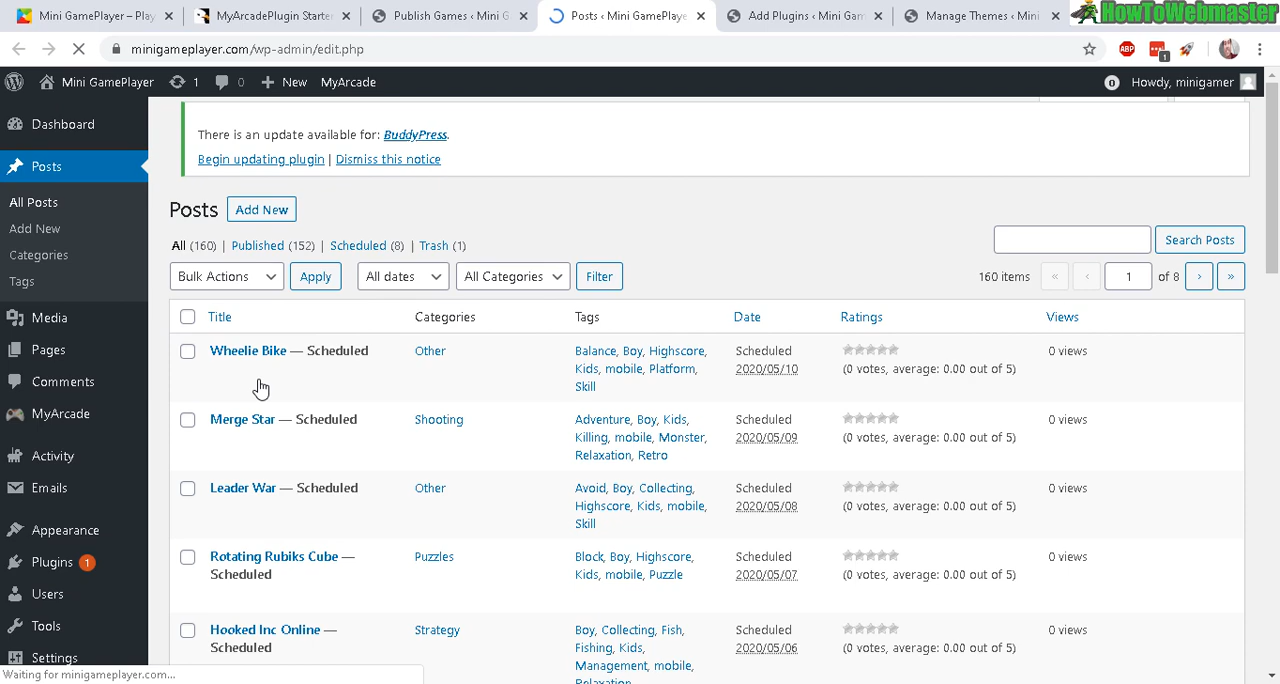 Mini GamePlayer – Play
MyArcadePlugin Starter
Publish Games ‹ Mini G
Posts ‹ Mini GamePlaye
Add Plugins ‹ Mini Gam
Manage Themes ‹ Mini
HowToWebmaster
minigameplayer.com/wp-admin/edit.php
ABP
1
Mini GamePlayer
1
0
New
MyArcade
0
Howdy, minigamer
Dashboard
Posts
All Posts
Add New
Categories
Tags
Media
Pages
Comments
MyArcade
Activity
Emails
Appearance
Plugins 1
Users
Tools
Settings
There is an update available for: BuddyPress.
Begin updating plugin | Dismiss this notice
Posts Add New
All (160) | Published (152) | Scheduled (8) | Trash (1)
Search Posts
Bulk Actions Apply All dates All Categories Filter
160 items « ‹ 1 of 8 › »
Title Categories Tags Date Ratings Views
Wheelie Bike — Scheduled
Other
Balance, Boy, Highscore,
Kids, mobile, Platform,
Skill
Scheduled
2020/05/10
(0 votes, average: 0.00 out of 5)
0 views
Merge Star — Scheduled
Shooting
Adventure, Boy, Kids,
Killing, mobile, Monster,
Relaxation, Retro
Scheduled
2020/05/09
(0 votes, average: 0.00 out of 5)
0 views
Leader War — Scheduled
Other
Avoid, Boy, Collecting,
Highscore, Kids, mobile,
Skill
Scheduled
2020/05/08
(0 votes, average: 0.00 out of 5)
0 views
Rotating Rubiks Cube —
Scheduled
Puzzles
Block, Boy, Highscore,
Kids, mobile, Puzzle
Scheduled
2020/05/07
(0 votes, average: 0.00 out of 5)
0 views
Hooked Inc Online —
Scheduled
Strategy
Boy, Collecting, Fish,
Fishing, Kids,
Management, mobile,
Relaxation
Scheduled
2020/05/06
(0 votes, average: 0.00 out of 5)
0 views
Waiting for minigameplayer.com...